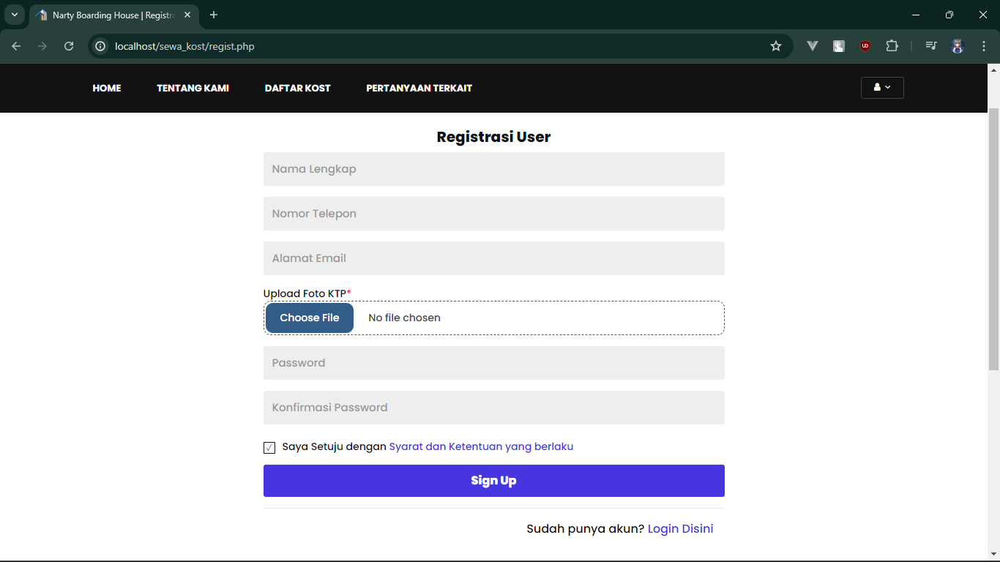 Narty Boarding House | Registra
localhost/sewa_kost/regist.php
HOME TENTANG KAMI DAFTAR KOST PERTANYAAN TERKAIT
Registrasi User
Nama Lengkap
Nomor Telepon
Alamat Email
Upload Foto KTP*
Choose File No file chosen
Password
Konfirmasi Password
Saya Setuju dengan Syarat dan Ketentuan yang berlaku
Sign Up
Sudah punya akun? Login Disini